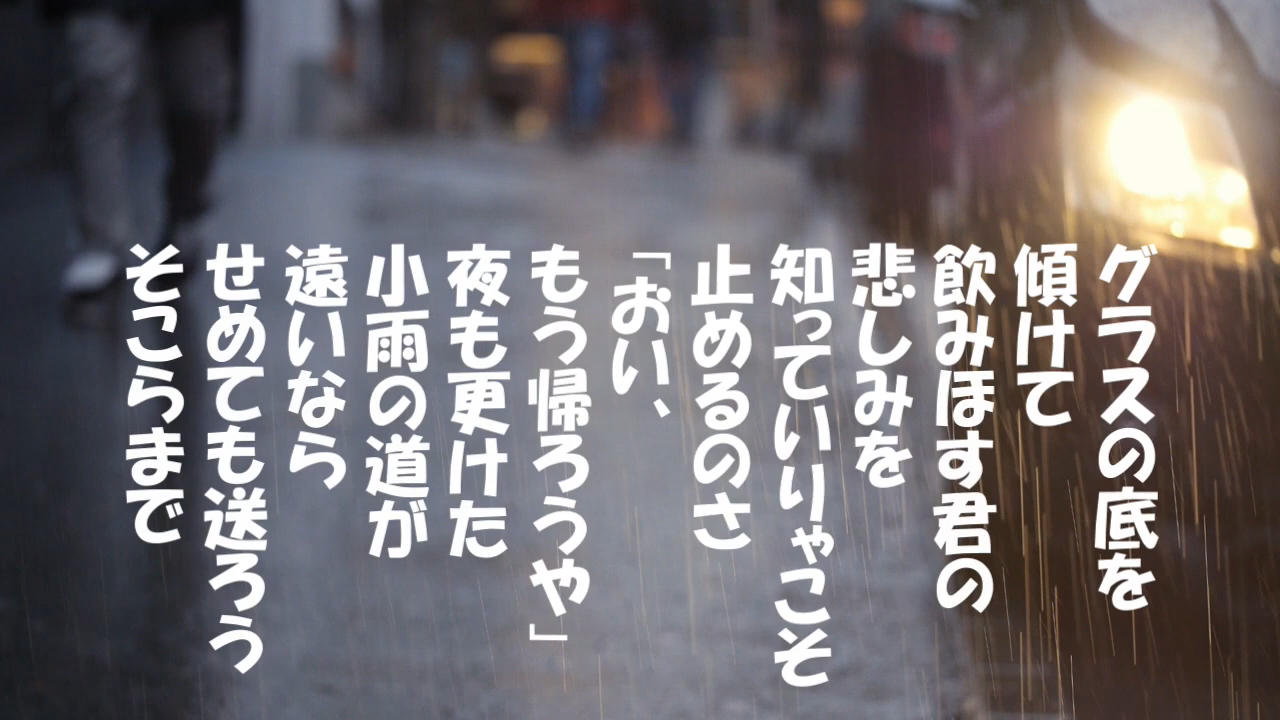 グラスの底を
傾けて
飲みほす君の
悲しみを
知っていりゃこそ
止めるのさ
「おい、
もう帰ろうや」
夜も更けた
小雨の道が
遠いなら
せめても送ろう
そこらまで